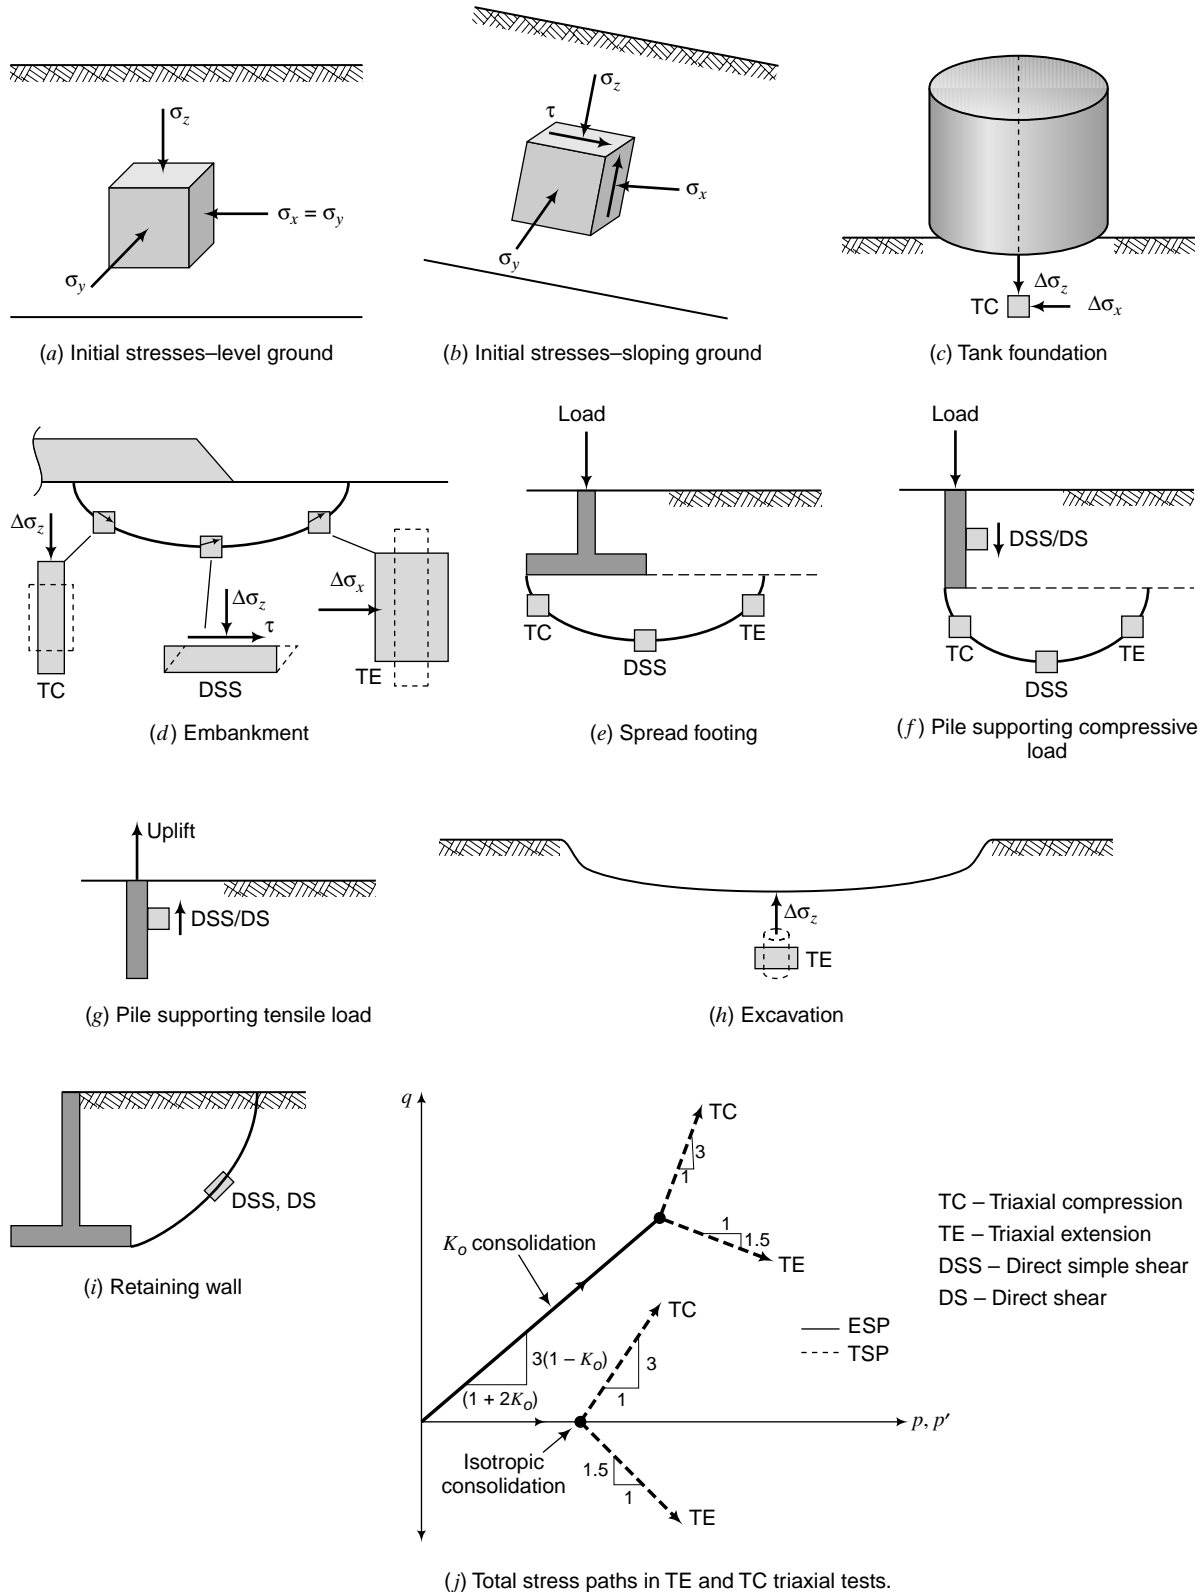 σz
σx = σy
σy
(a) Initial stresses–level ground
σz
τ
σx
σy
(b) Initial stresses–sloping ground
Δσz
TC
Δσx
(c) Tank foundation
Δσz
TC
Δσz
τ
DSS
Δσx
TE
(d) Embankment
Load
TC
TE
DSS
(e) Spread footing
Load
DSS/DS
TC
TE
DSS
(f) Pile supporting compressive
load
Uplift
DSS/DS
(g) Pile supporting tensile load
Δσz
TE
(h) Excavation
DSS, DS
(i) Retaining wall
q
TC
3
1
Ko consolidation
1
1.5
TE
TC
3(1 – Ko)
(1 + 2Ko)
3
1
p, p′
Isotropic
consolidation
1.5
1
TE
ESP
TSP
TC – Triaxial compression
TE – Triaxial extension
DSS – Direct simple shear
DS – Direct shear
(j) Total stress paths in TE and TC triaxial tests.